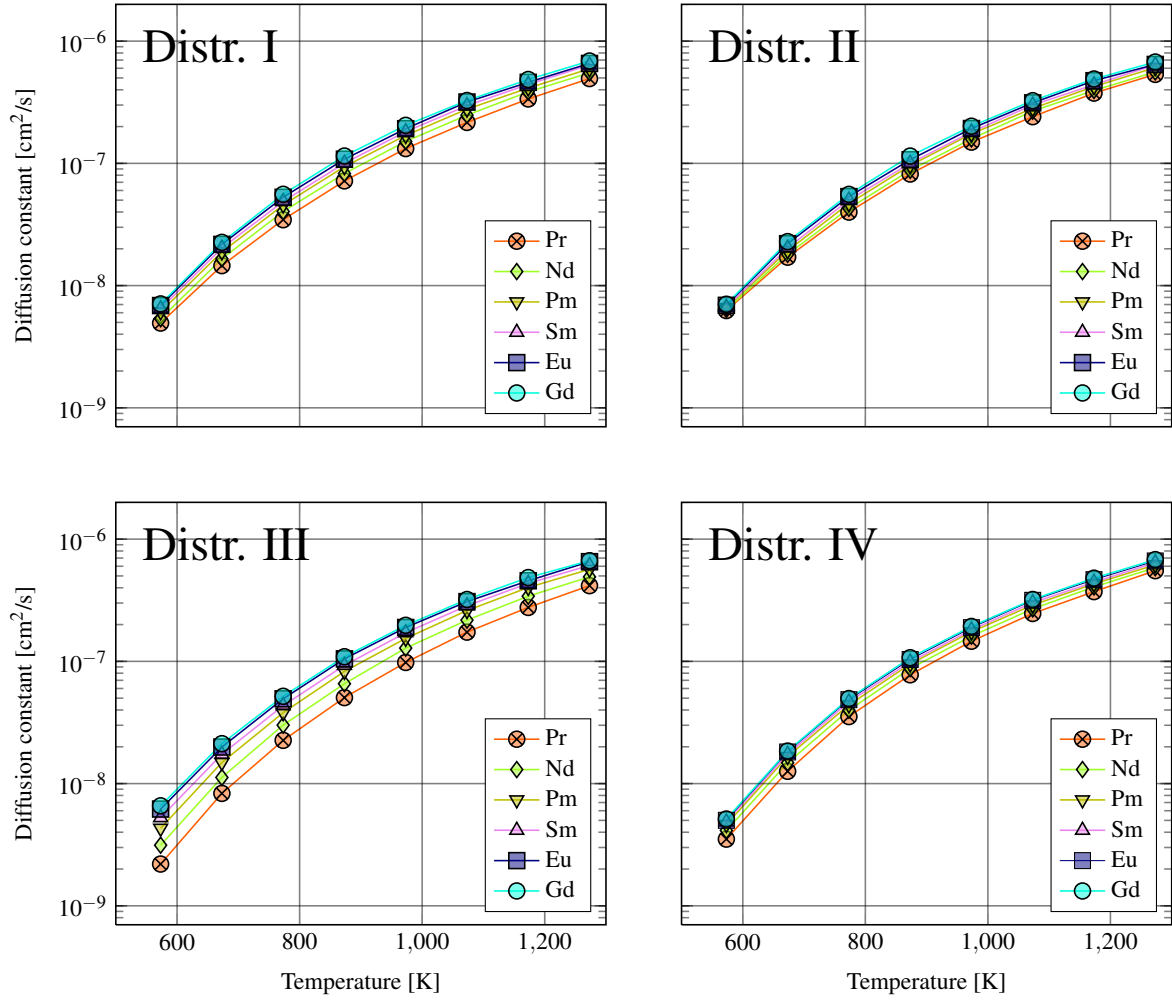 Distr. I
10⁻⁶
10⁻⁷
10⁻⁸
10⁻⁹
Diffusion constant [cm²/s]
Pr
Nd
Pm
Sm
Eu
Gd
Distr. II
Pr
Nd
Pm
Sm
Eu
Gd
Distr. III
10⁻⁶
10⁻⁷
10⁻⁸
10⁻⁹
Diffusion constant [cm²/s]
Pr
Nd
Pm
Sm
Eu
Gd
600 800 1,000 1,200
Temperature [K]
Distr. IV
Pr
Nd
Pm
Sm
Eu
Gd
600 800 1,000 1,200
Temperature [K]